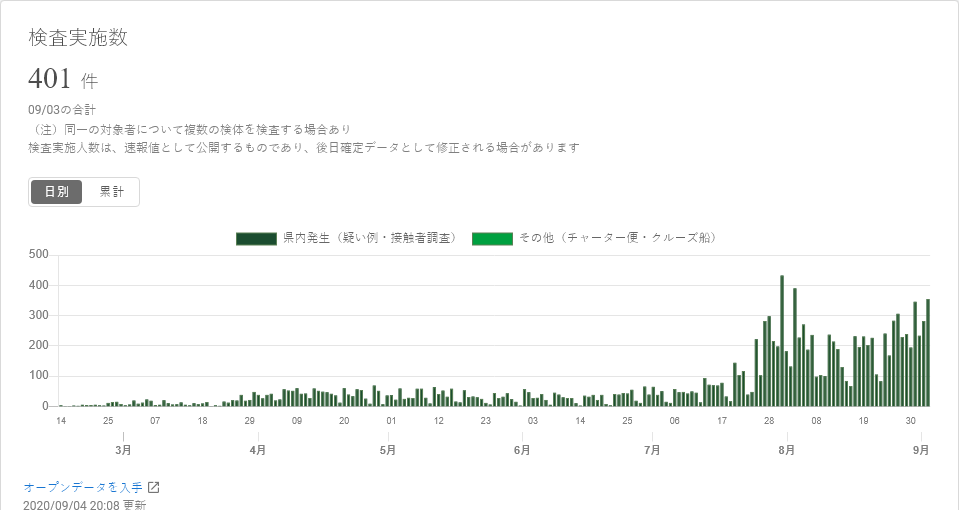 検査実施数
401 件
09/03の合計
（注）同一の対象者について複数の検体を検査する場合あり
検査実施人数は、速報値として公開するものであり、後日確定データとして修正される場合があります
日別 累計
県内発生（疑い例・接触者調査） その他（チャーター便・クルーズ船）
500
400
300
200
100
0
14 25 07 18 29 09 20 01 12 23 03 14 25 06 17 28 08 19 30
3月 4月 5月 6月 7月 8月 9月
オープンデータを入手
2020/09/04 20:08 更新